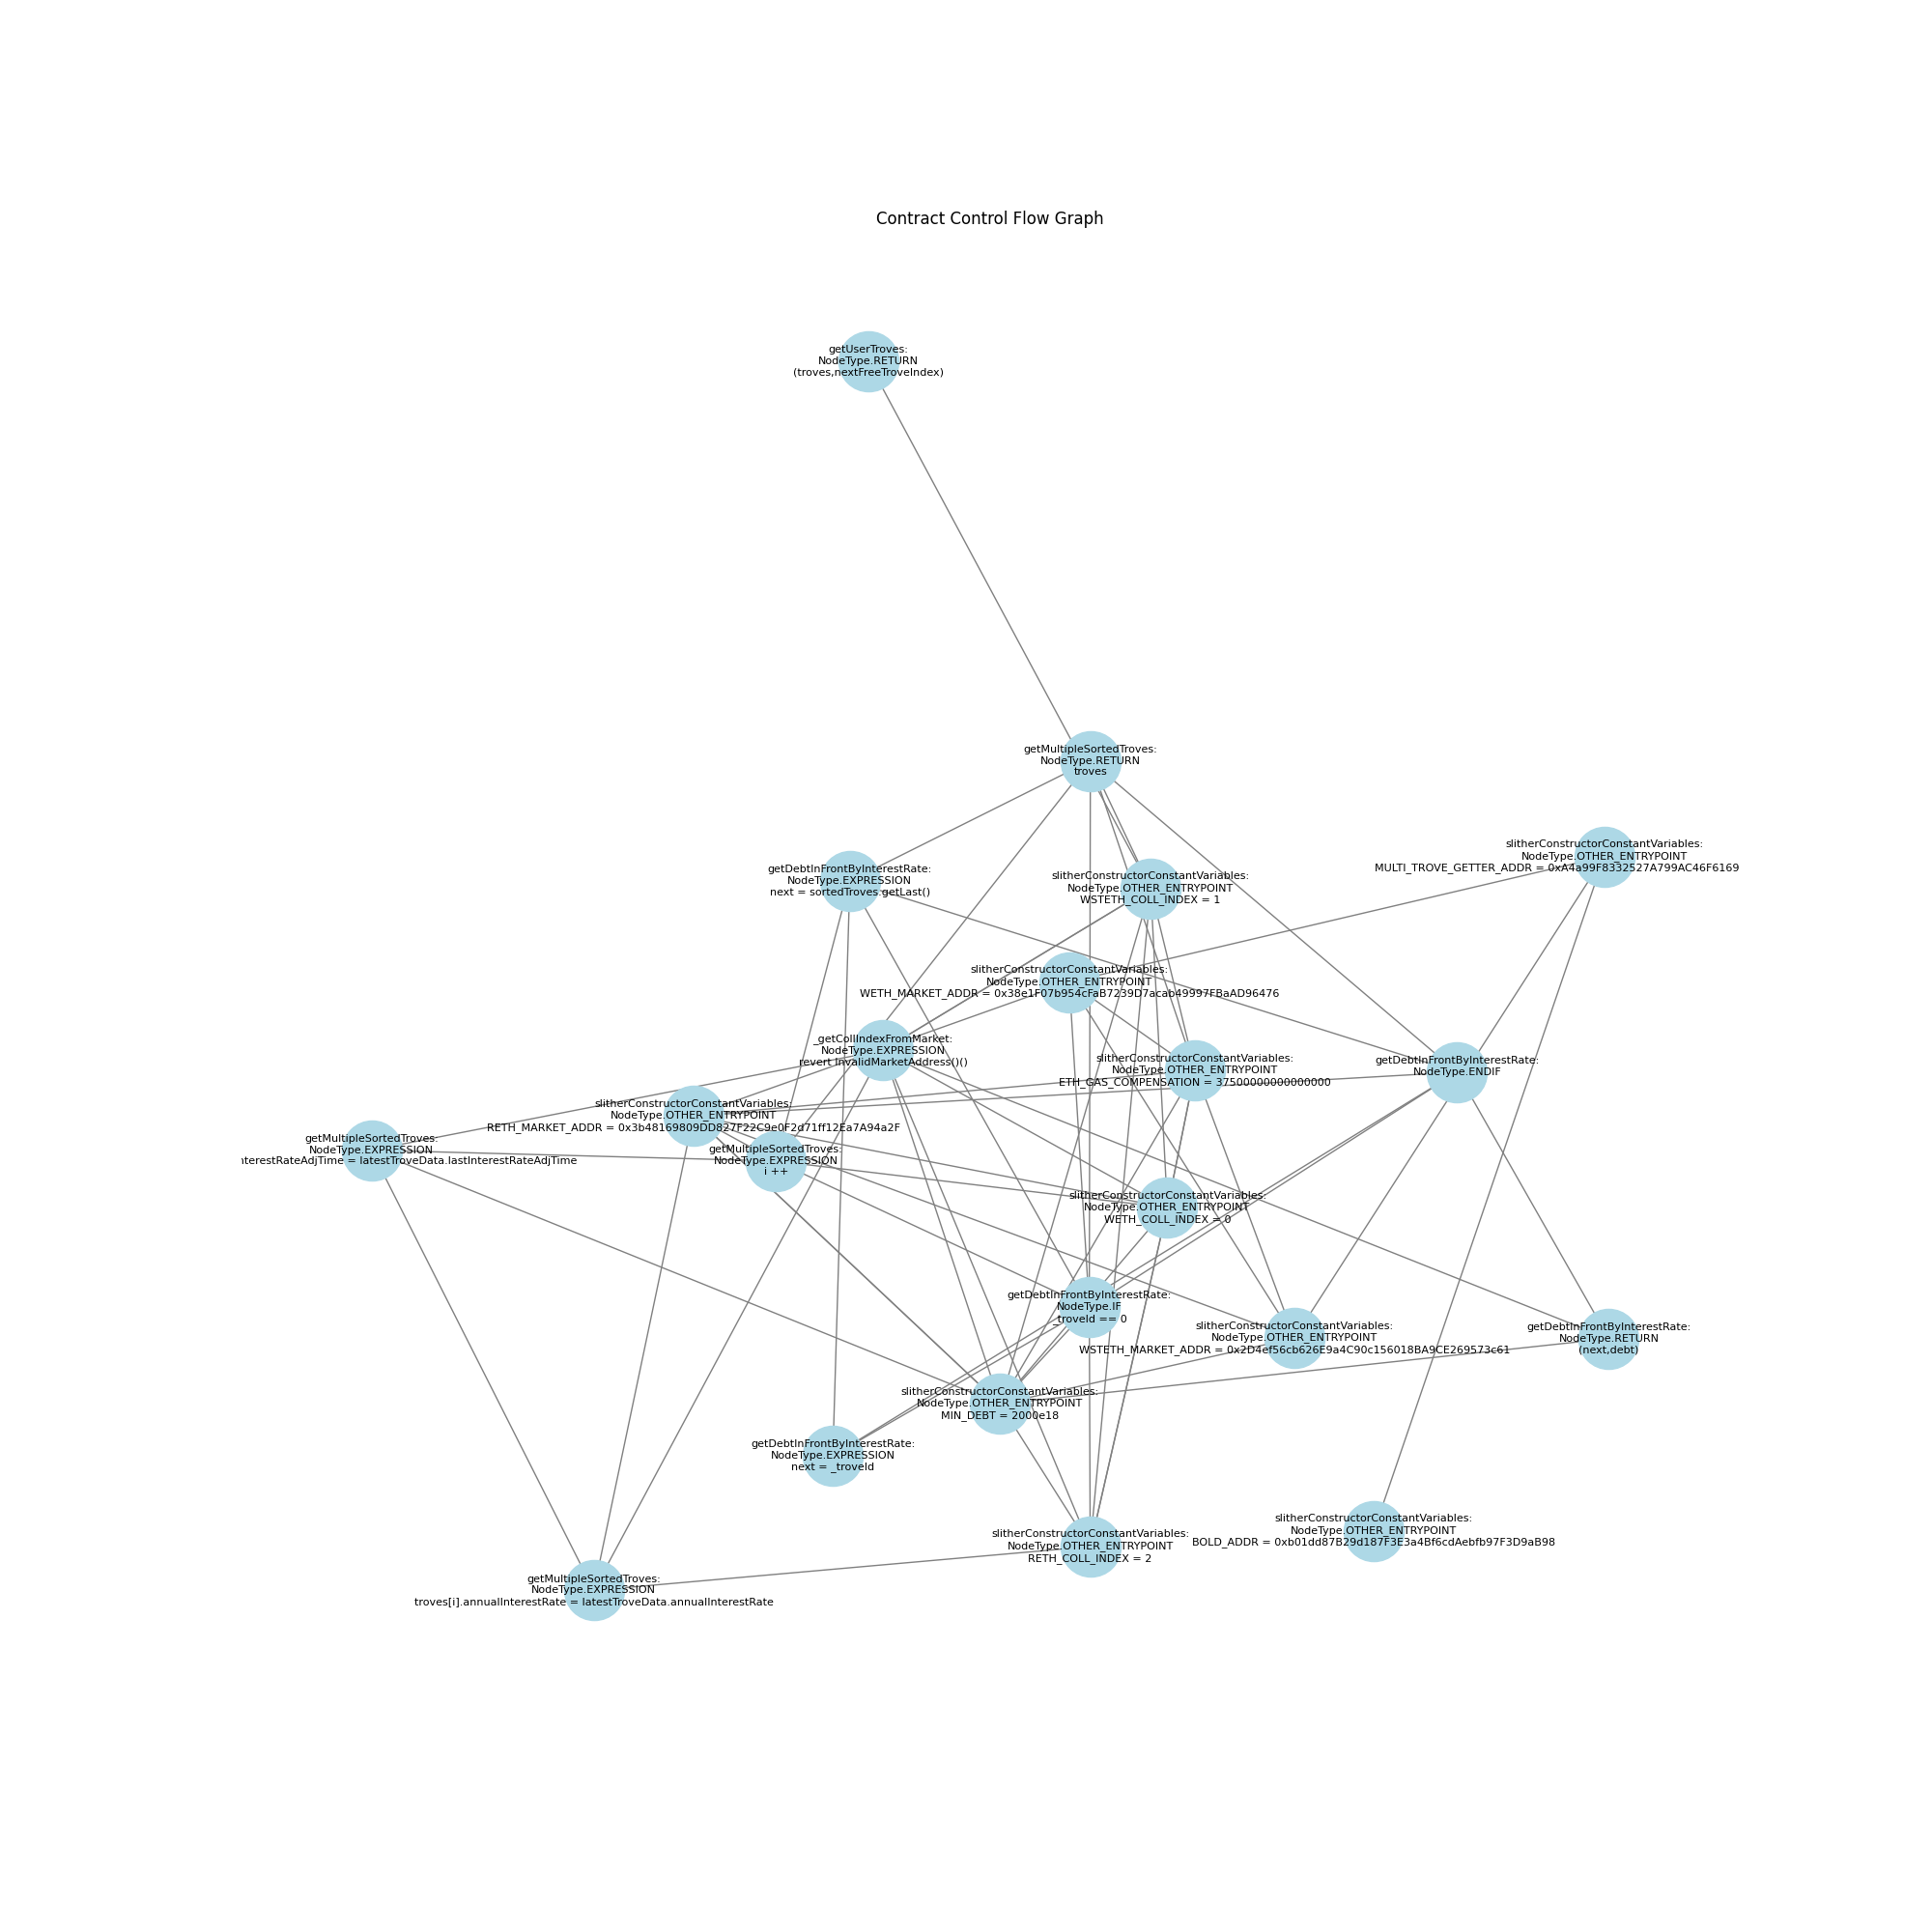 Contract Control Flow Graph
getUserTroves:
NodeType.RETURN
(troves,nextFreeTroveIndex)
getMultipleSortedTroves:
NodeType.RETURN
troves
slitherConstructorConstantVariables:
NodeType.OTHER_ENTRYPOINT
MULTI_TROVE_GETTER_ADDR = 0xA4a99F8332527A799AC46F6169
getDebtInFrontByInterestRate:
NodeType.EXPRESSION
next = sortedTroves.getLast()
slitherConstructorConstantVariables:
NodeType.OTHER_ENTRYPOINT
WSTETH_COLL_INDEX = 1
slitherConstructorConstantVariables:
NodeType.OTHER_ENTRYPOINT
WETH_MARKET_ADDR = 0x38e1F07b954cFaB7239D7acab49997FBaAD96476
_getCollIndexFromMarket:
NodeType.EXPRESSION
revert InvalidMarketAddress()()
slitherConstructorConstantVariables:
NodeType.OTHER_ENTRYPOINT
ETH_GAS_COMPENSATION = 37500000000000000
getDebtInFrontByInterestRate:
NodeType.ENDIF
slitherConstructorConstantVariables:
NodeType.OTHER_ENTRYPOINT
RETH_MARKET_ADDR = 0x3b48169809DD827F22C9e0F2d71ff12Ea7A94a2F
getMultipleSortedTroves:
NodeType.EXPRESSION
nterestRateAdjTime = latestTroveData.lastInterestRateAdjTime
getMultipleSortedTroves:
NodeType.EXPRESSION
i ++
slitherConstructorConstantVariables:
NodeType.OTHER_ENTRYPOINT
WETH_COLL_INDEX = 0
getDebtInFrontByInterestRate:
NodeType.IF
_troveId == 0
slitherConstructorConstantVariables:
NodeType.OTHER_ENTRYPOINT
WSTETH_MARKET_ADDR = 0x2D4ef56cb626E9a4C90c156018BA9CE269573c61
getDebtInFrontByInterestRate:
NodeType.RETURN
(next,debt)
slitherConstructorConstantVariables:
NodeType.OTHER_ENTRYPOINT
MIN_DEBT = 2000e18
getDebtInFrontByInterestRate:
NodeType.EXPRESSION
next = _troveId
slitherConstructorConstantVariables:
NodeType.OTHER_ENTRYPOINT
BOLD_ADDR = 0xb01dd87B29d187F3E3a4Bf6cdAebfb97F3D9aB98
slitherConstructorConstantVariables:
NodeType.OTHER_ENTRYPOINT
RETH_COLL_INDEX = 2
getMultipleSortedTroves:
NodeType.EXPRESSION
troves[i].annualInterestRate = latestTroveData.annualInterestRate